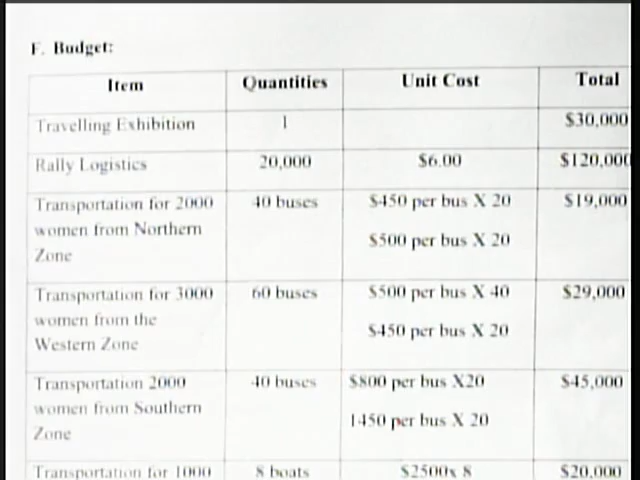 F. Budget:
Item Quantities Unit Cost Total
Travelling Exhibition 1 $30,000
Rally Logistics 20,000 $6.00 $120,000
Transportation for 2000 40 buses $450 per bus X 20 $19,000
women from Northern $500 per bus X 20
Zone
Transportation for 3000 60 buses $500 per bus X 40 $29,000
women from the $450 per bus X 20
Western Zone
Transportation 2000 40 buses $800 per bus X20 $45,000
women from Southern 1450 per bus X 20
Zone
Transportation for 1000 8 boats $2500x 8 $20,000